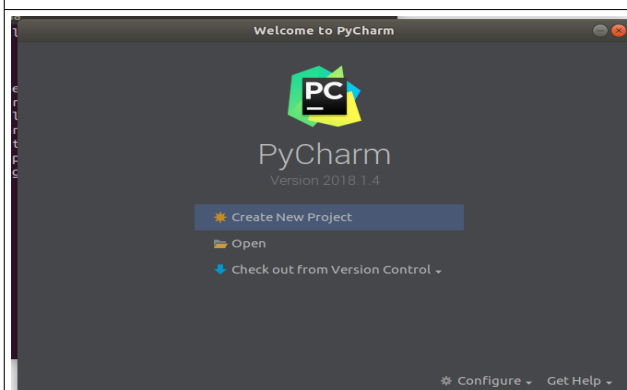 Welcome to PyCharm
PC
PyCharm
Version 2018.1.4
Create New Project
Open
Check out from Version Control
Configure Get Help